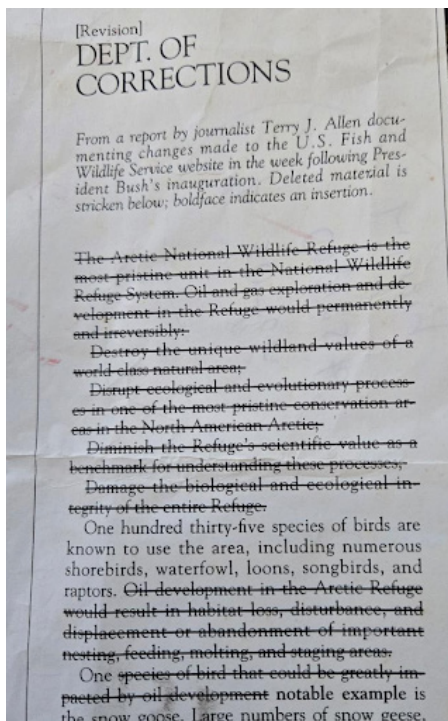 [Revision]
DEPT. OF
CORRECTIONS
From a report by journalist Terry J. Allen docu-
menting changes made to the U.S. Fish and
Wildlife Service website in the week following Pres-
ident Bush's inauguration. Deleted material is
stricken below; boldface indicates an insertion.
The Arctic National Wildlife Refuge is the
most pristine unit in the National Wildlife
Refuge System. Oil and gas exploration and de-
velopment in the Refuge would permanently
and irreversibly:
Destroy the unique wildland values of a
world-class natural area;
Disrupt ecological and evolutionary process-
es in one of the most pristine conservation ar-
eas in the North American Arctic;
Diminish the Refuge's scientific value as a
benchmark for understanding these processes;
Damage the biological and ecological in-
tegrity of the entire Refuge.
One hundred thirty-five species of birds are
known to use the area, including numerous
shorebirds, waterfowl, loons, songbirds, and
raptors. Oil development in the Arctic Refuge
would result in habitat loss, disturbance, and
displacement or abandonment of important
nesting, feeding, molting, and staging areas.
One species of bird that could be greatly im-
pacted by oil development notable example is
the snow goose. Large numbers of snow geese,